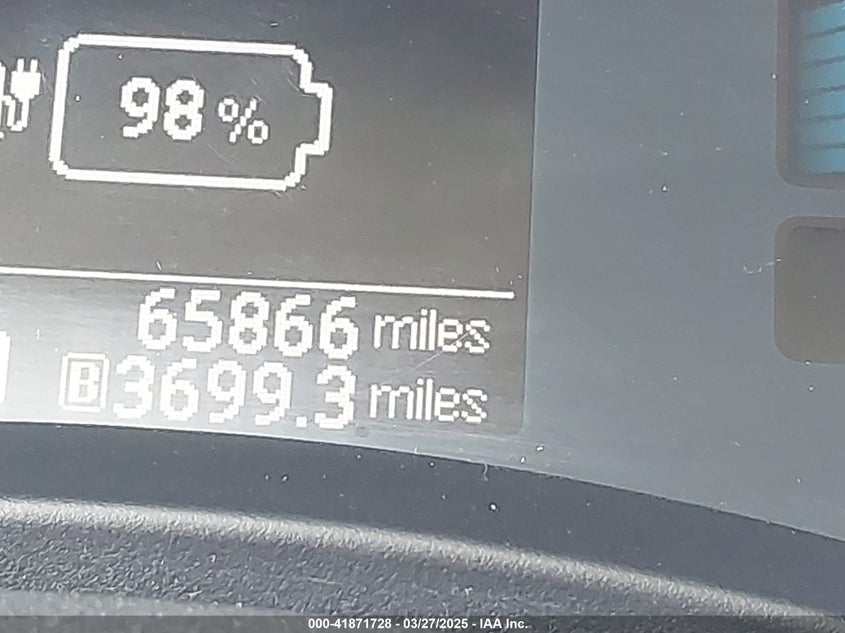 98 %
65866 miles
B 3699.3 miles
000-41871728 - 03/27/2025 - IAA Inc.